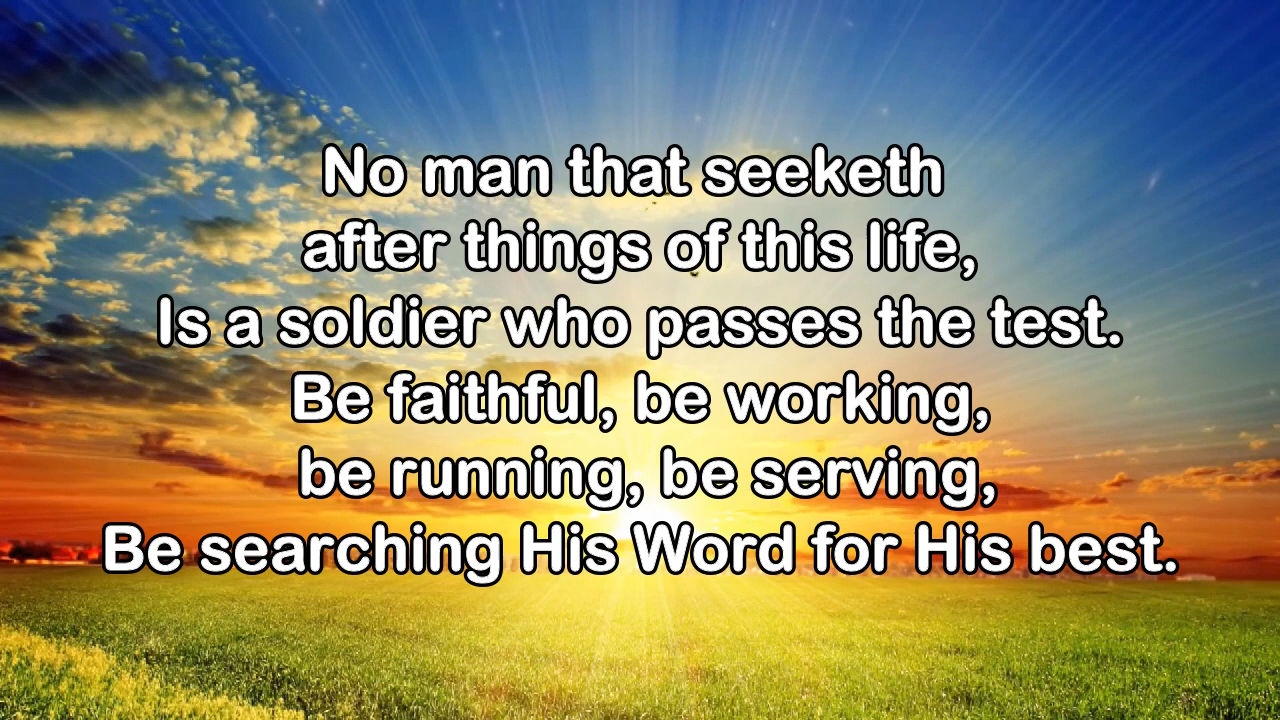 No man that seeketh
after things of this life,
Is a soldier who passes the test.
Be faithful, be working,
be running, be serving,
Be searching His Word for His best.